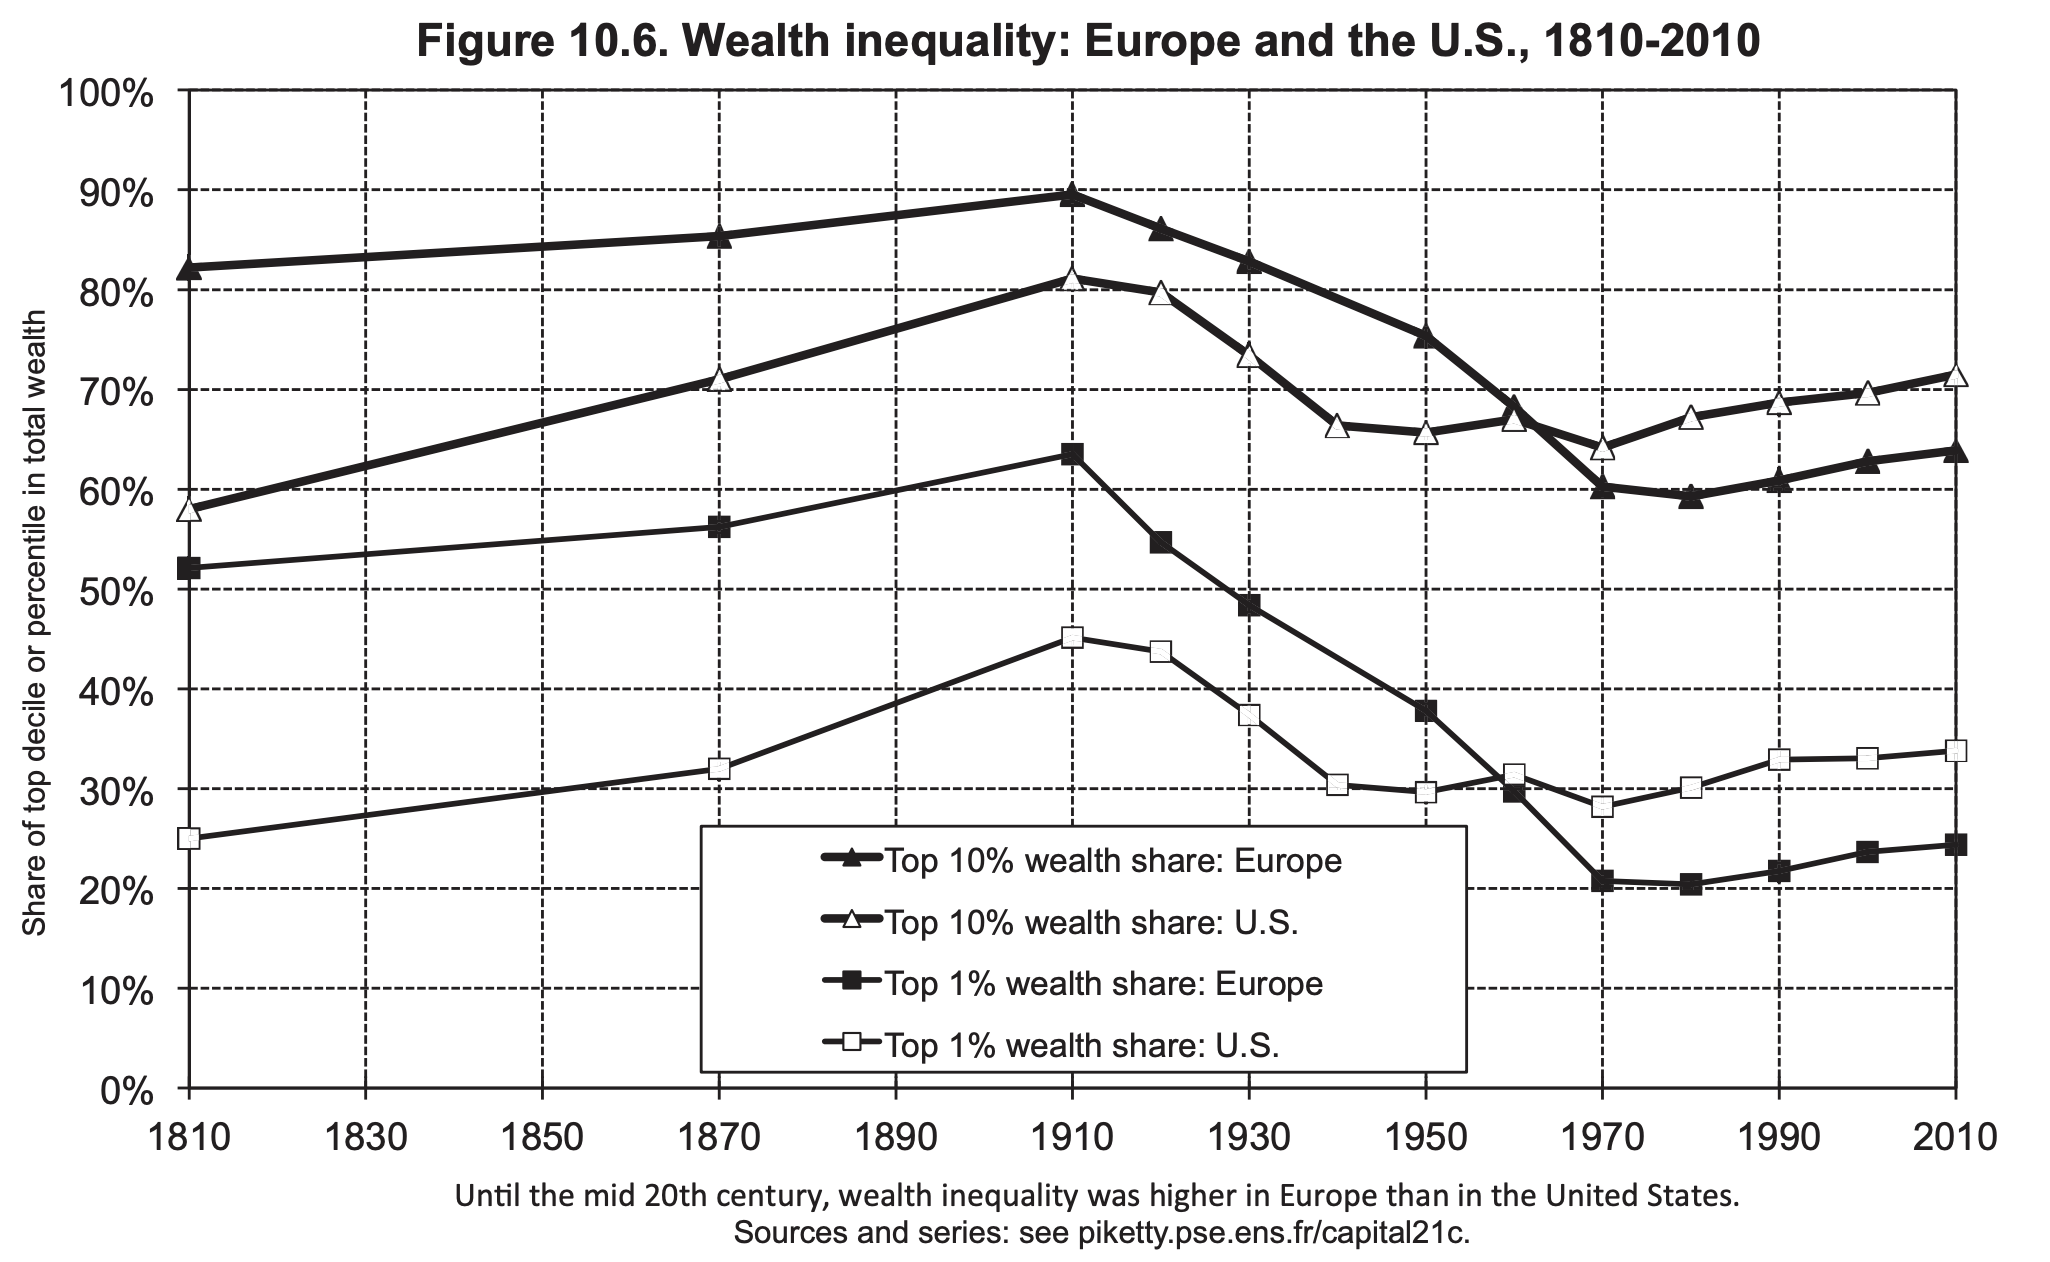 Figure 10.6. Wealth inequality: Europe and the U.S., 1810-2010
Share of top decile or percentile in total wealth
100%
90%
80%
70%
60%
50%
40%
30%
20%
10%
0%
Top 10% wealth share: Europe
Top 10% wealth share: U.S.
Top 1% wealth share: Europe
Top 1% wealth share: U.S.
1810 1830 1850 1870 1890 1910 1930 1950 1970 1990 2010
Until the mid 20th century, wealth inequality was higher in Europe than in the United States.
Sources and series: see piketty.pse.ens.fr/capital21c.